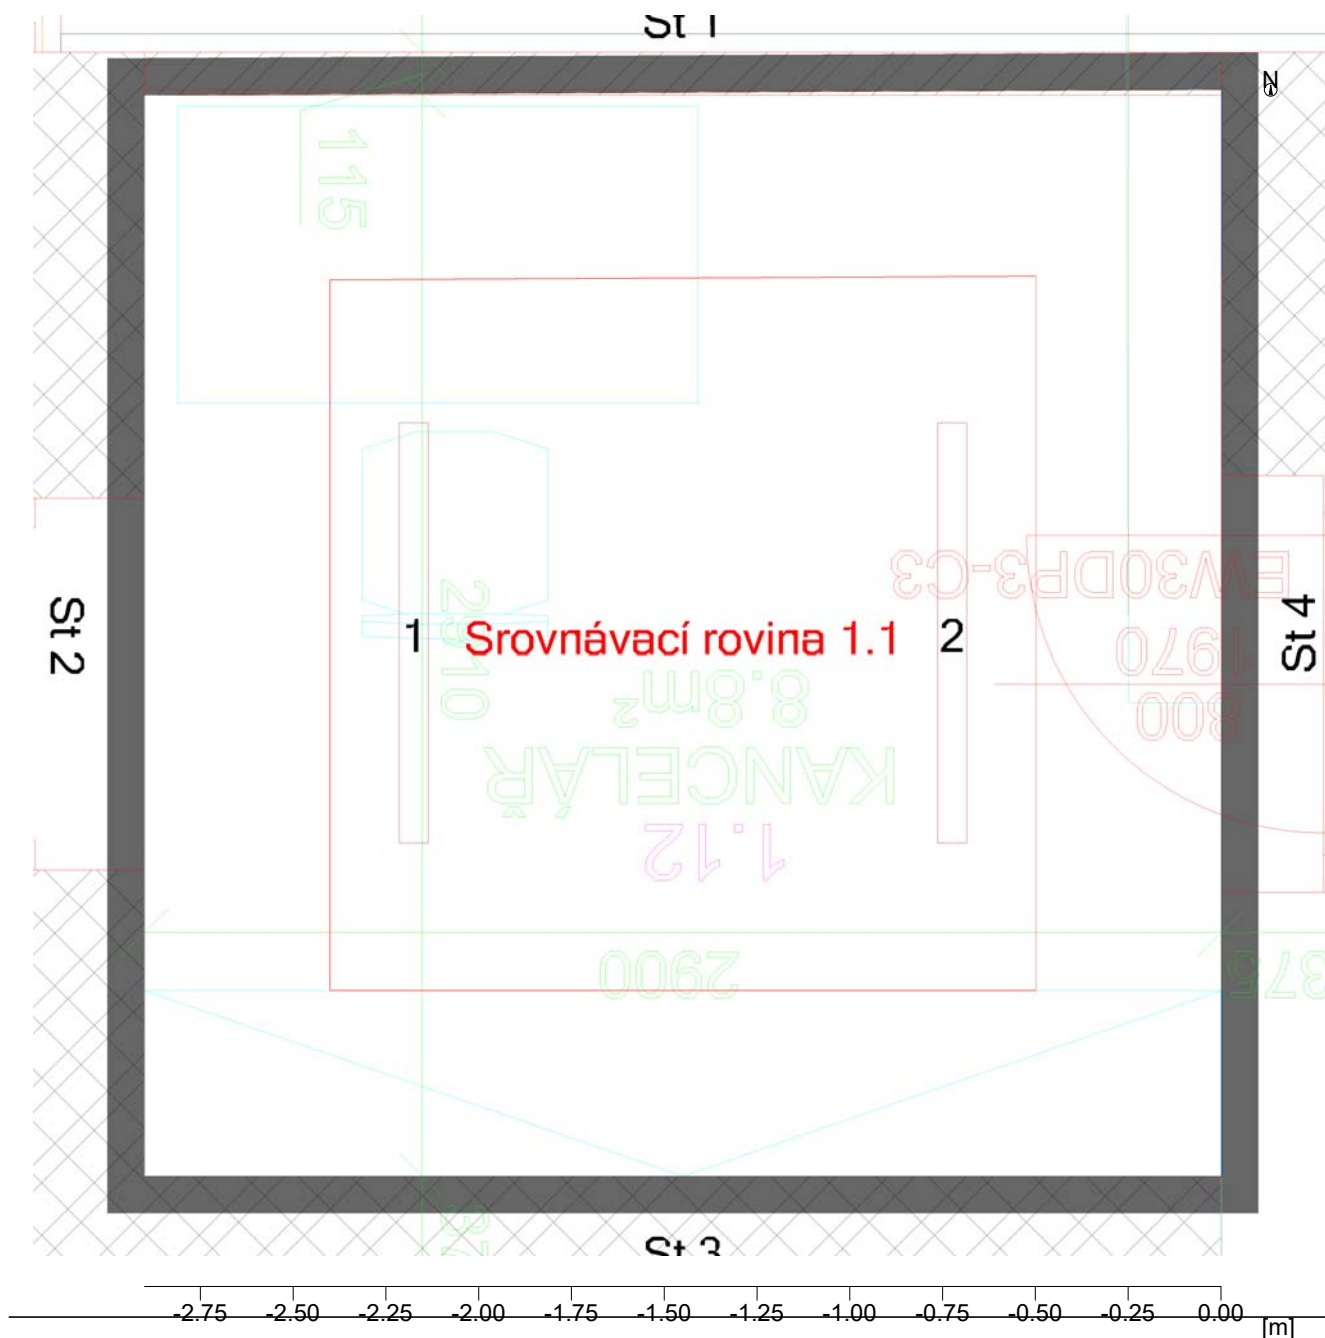 St 1
N
115
EW30DP3-C3
St 2
1
Srovnávací rovina 1.1
2
St 4
1970
2910
8.8m²
800
KANCELÁŘ
1.12
2900
375
St 3
-2.75 -2.50 -2.25 -2.00 -1.75 -1.50 -1.25 -1.00 -0.75 -0.50 -0.25 0.00
[m]